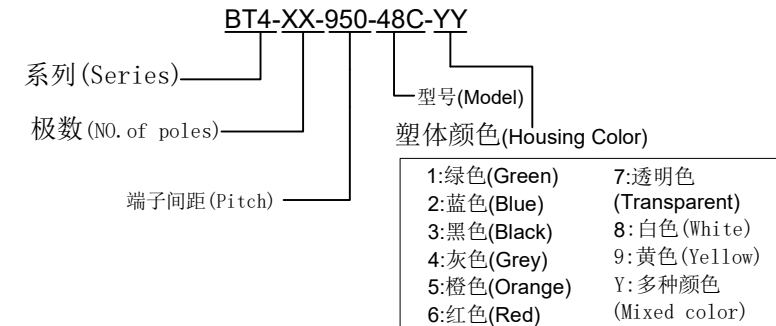 BT4-XX-950-48C-YY
系列(Series)
型号(Model)
极数(NO.of poles)
塑体颜色(Housing Color)
端子间距(Pitch)
1:绿色(Green)
2:蓝色(Blue)
3:黑色(Black)
4:灰色(Grey)
5:橙色(Orange)
6:红色(Red)
7:透明色
(Transparent)
8:白色(White)
9:黄色(Yellow)
Y:多种颜色
(Mixed color)